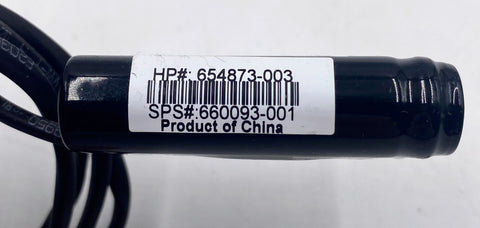 HP#: 654873-003
SPS#:660093-001
Product of China